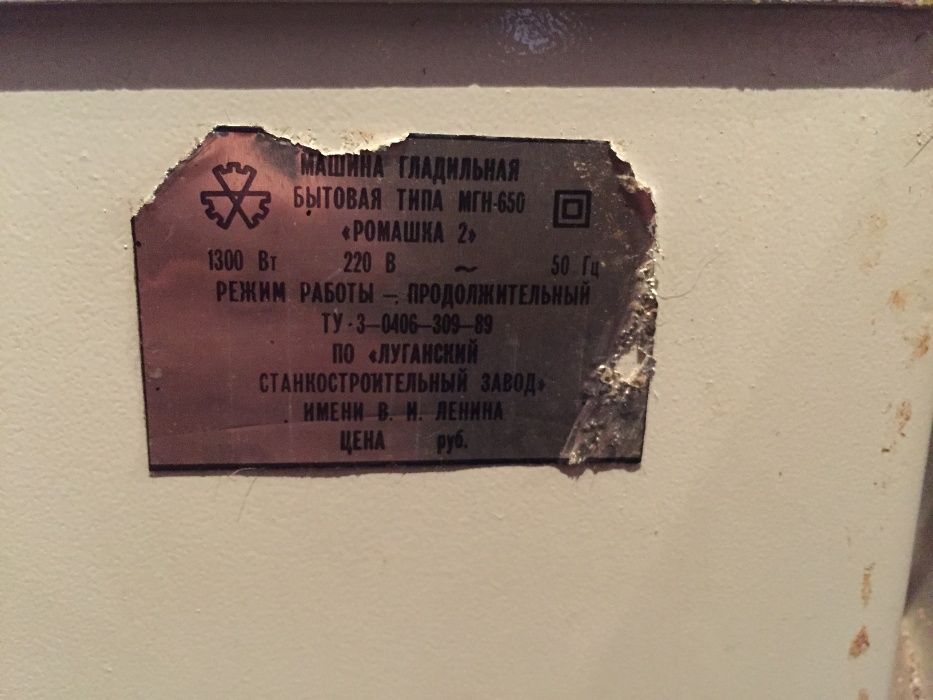 МАШИНА ГЛАДИЛЬНАЯ
БЫТОВАЯ ТИПА МГН-650
«РОМАШКА 2»
1300 Вт 220 В ~ 50 Гц
РЕЖИМ РАБОТЫ — ПРОДОЛЖИТЕЛЬНЫЙ
ТУ·3–0406–309–89
ПО «ЛУГАНСКИЙ
СТАНКОСТРОИТЕЛЬНЫЙ ЗАВОД»
ИМЕНИ В. И. ЛЕНИНА
ЦЕНА руб.